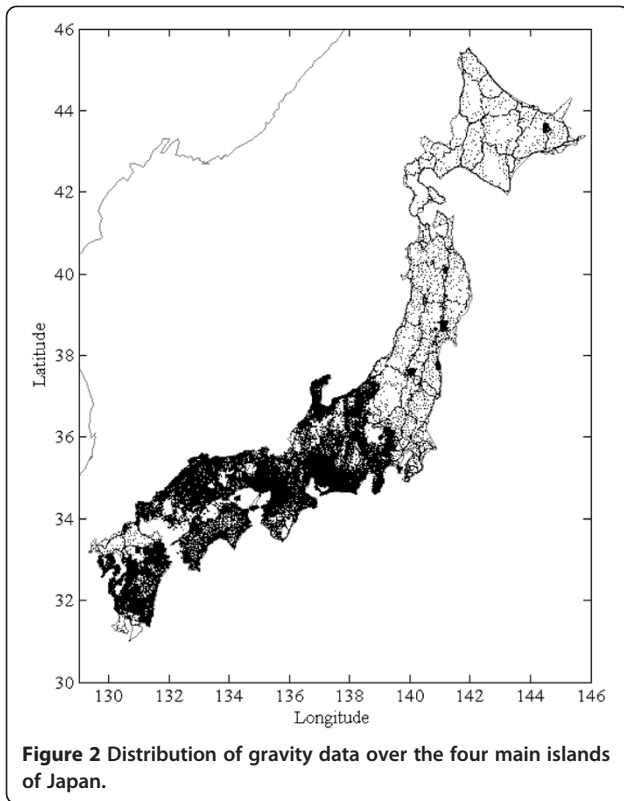 46
44
42
40
38
36
34
32
30
Latitude
130 132 134 136 138 140 142 144 146
Longitude
Figure 2 Distribution of gravity data over the four main islands
of Japan.